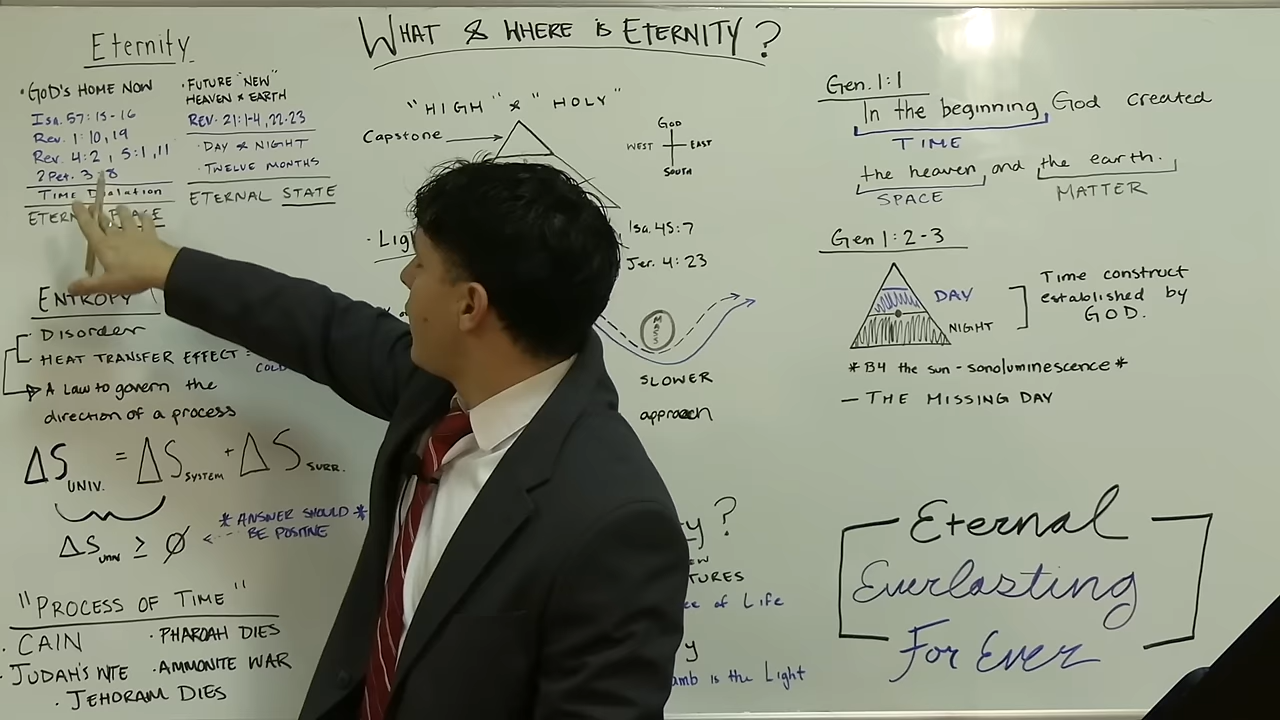 WHAT & WHERE IS ETERNITY?
Eternity
· GOD'S HOME NOW
Isa. 57:15-16
Rev. 1:10,19
Rev. 4:2, 5:1,11
2 Pet. 3:8
TIME
· FUTURE "NEW"
HEAVEN & EARTH
REV. 21:1-4, 22-23
· DAY & NIGHT
· TWELVE MONTHS
ETERNAL STATE
ENTROPY
· DISORDER
· HEAT TRANSFER EFFECT =
COLD
A LAW to govern the
direction of a process
ΔS UNIV. = ΔS SYSTEM + ΔS SURR.
ΔS UNIV ≥ Ø
* ANSWER SHOULD *
BE POSITIVE
"PROCESS OF TIME"
· CAIN
· PHAROAH DIES
· JUDAH'S WIFE
· AMMONITE WAR
· JEHORAM DIES
"HIGH" & "HOLY"
Capstone
GOD
WEST
EAST
SOUTH
Isa. 45:7
Jer. 4:23
MASS
SLOWER
approach
?
TURES
of Life
is the Light
Gen. 1:1
In the beginning, God created
TIME
the heaven, and the earth.
SPACE
MATTER
Gen 1:2-3
DAY
NIGHT
Time construct
established by
GOD.
* B4 the sun - sonoluminescence *
— THE MISSING DAY
Eternal
Everlasting
For Ever